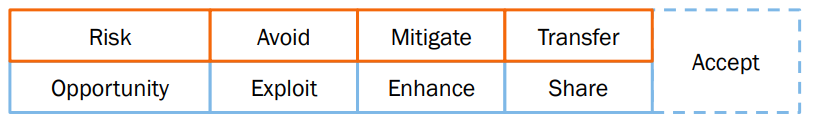 Risk Avoid Mitigate Transfer
Accept
Opportunity Exploit Enhance Share